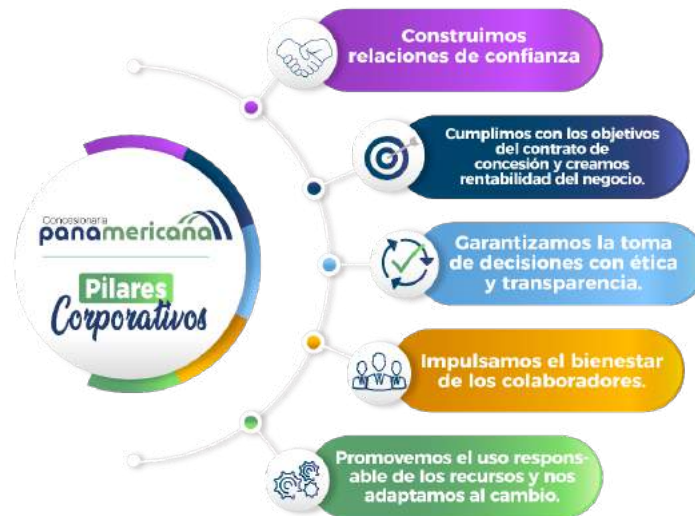 Concesionaria
panamericana
Pilares
Corporativos
Construimos
relaciones de confianza
Cumplimos con los objetivos
del contrato de
concesión y creamos
rentabilidad del negocio.
Garantizamos la toma
de decisiones con ética
y transparencia.
Impulsamos el bienestar
de los colaboradores.
Promovemos el uso respons-
able de los recursos y nos
adaptamos al cambio.